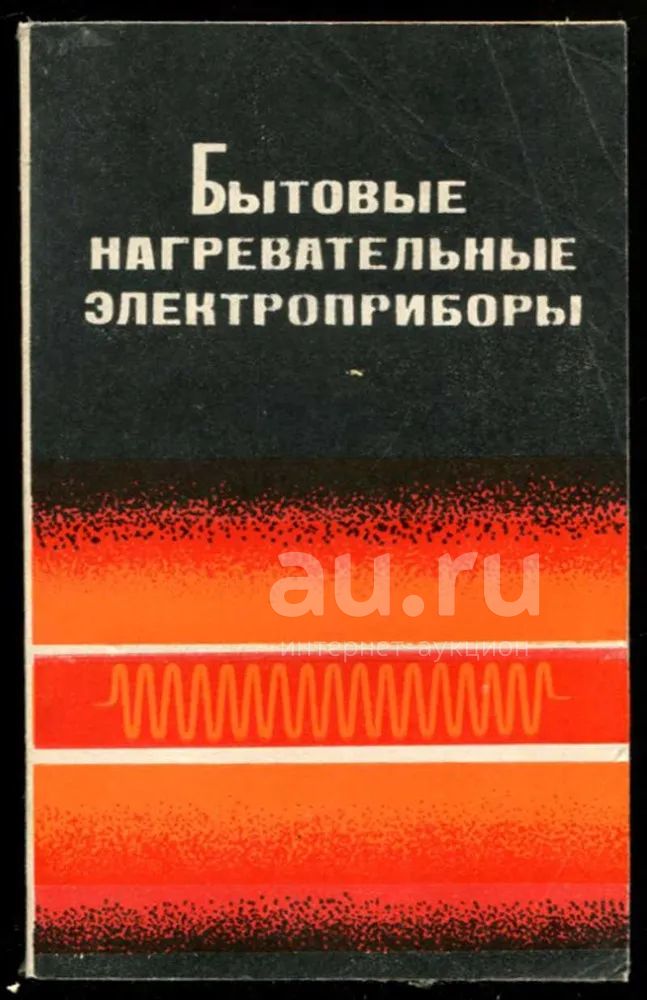 Бытовые
нагревательные
электроприборы
au.ru
интернет-аукцион